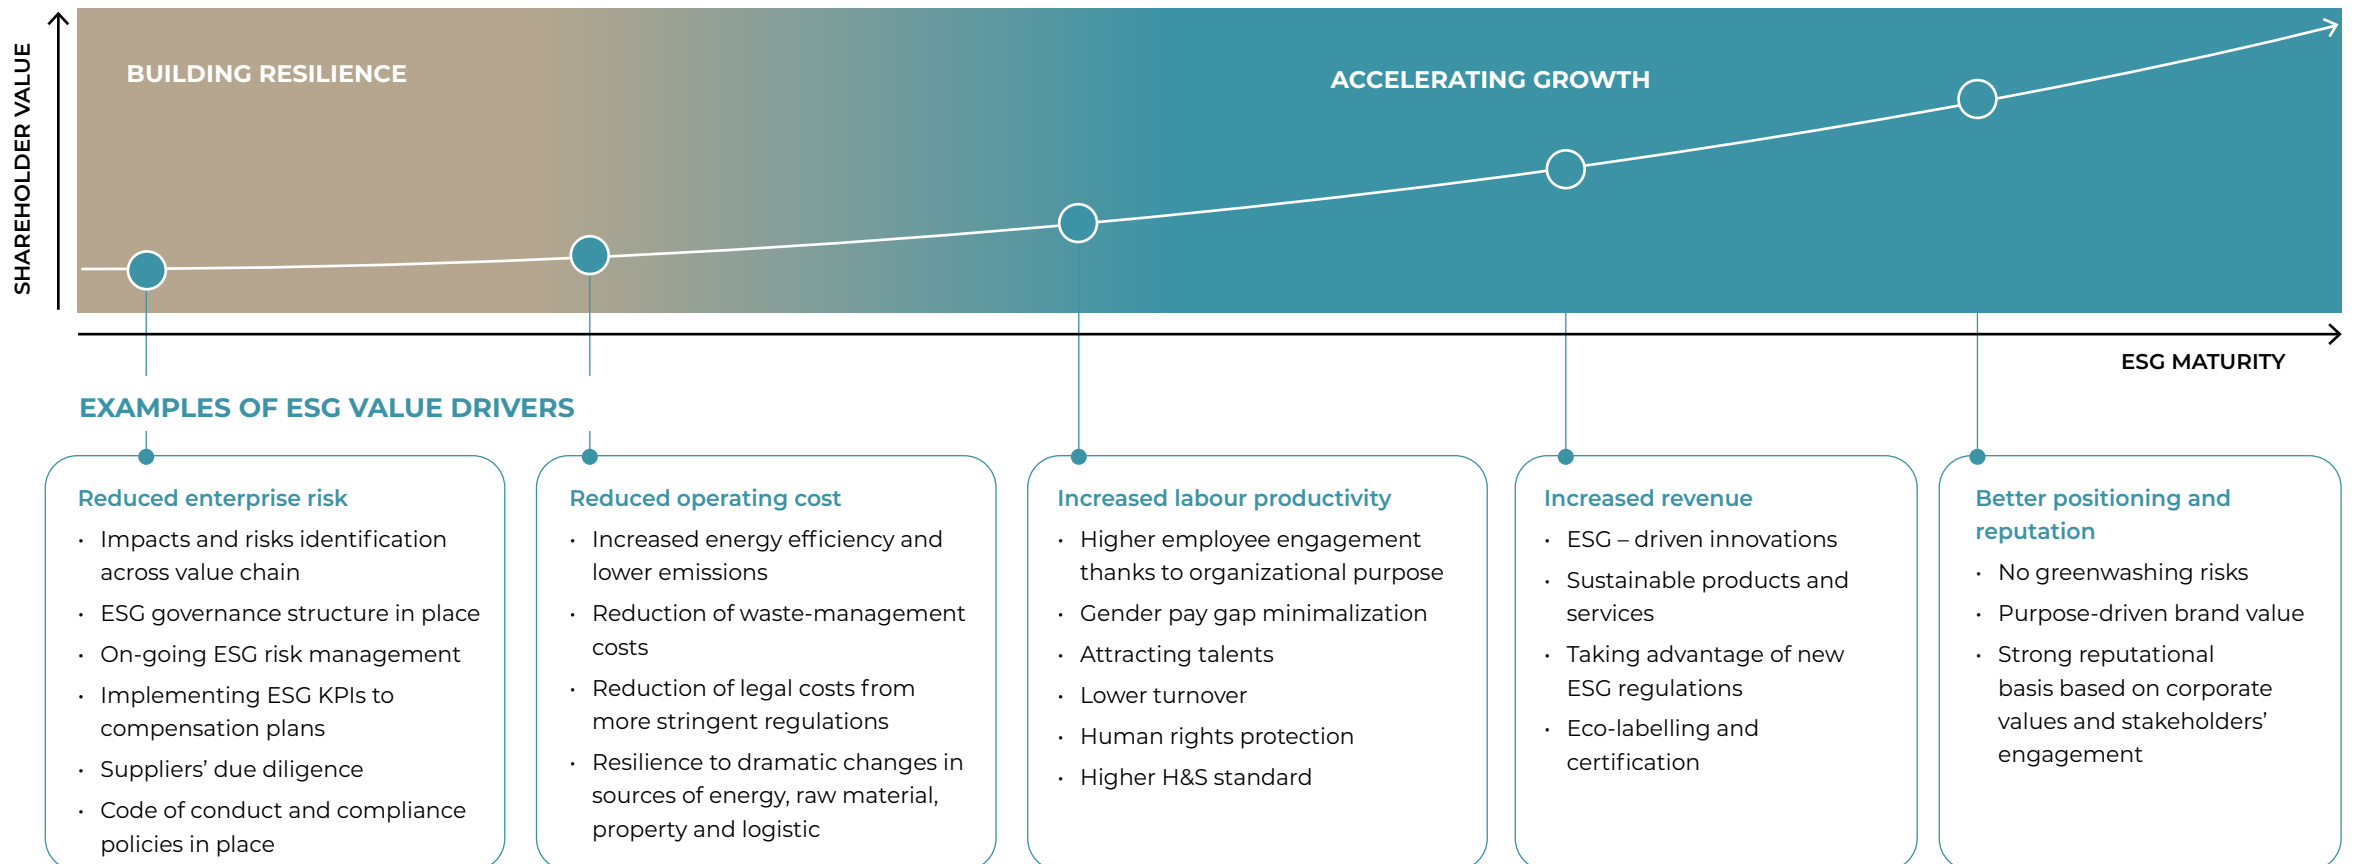 SHAREHOLDER VALUE
BUILDING RESILIENCE
ACCELERATING GROWTH
ESG MATURITY
EXAMPLES OF ESG VALUE DRIVERS
Reduced enterprise risk
• Impacts and risks identification
across value chain
• ESG governance structure in place
• On-going ESG risk management
• Implementing ESG KPIs to
compensation plans
• Suppliers’ due diligence
• Code of conduct and compliance
policies in place
Reduced operating cost
• Increased energy efficiency and
lower emissions
• Reduction of waste-management
costs
• Reduction of legal costs from
more stringent regulations
• Resilience to dramatic changes in
sources of energy, raw material,
property and logistic
Increased labour productivity
• Higher employee engagement
thanks to organizational purpose
• Gender pay gap minimalization
• Attracting talents
• Lower turnover
• Human rights protection
• Higher H&S standard
Increased revenue
• ESG – driven innovations
• Sustainable products and
services
• Taking advantage of new
ESG regulations
• Eco-labelling and
certification
Better positioning and
reputation
• No greenwashing risks
• Purpose-driven brand value
• Strong reputational
basis based on corporate
values and stakeholders’
engagement